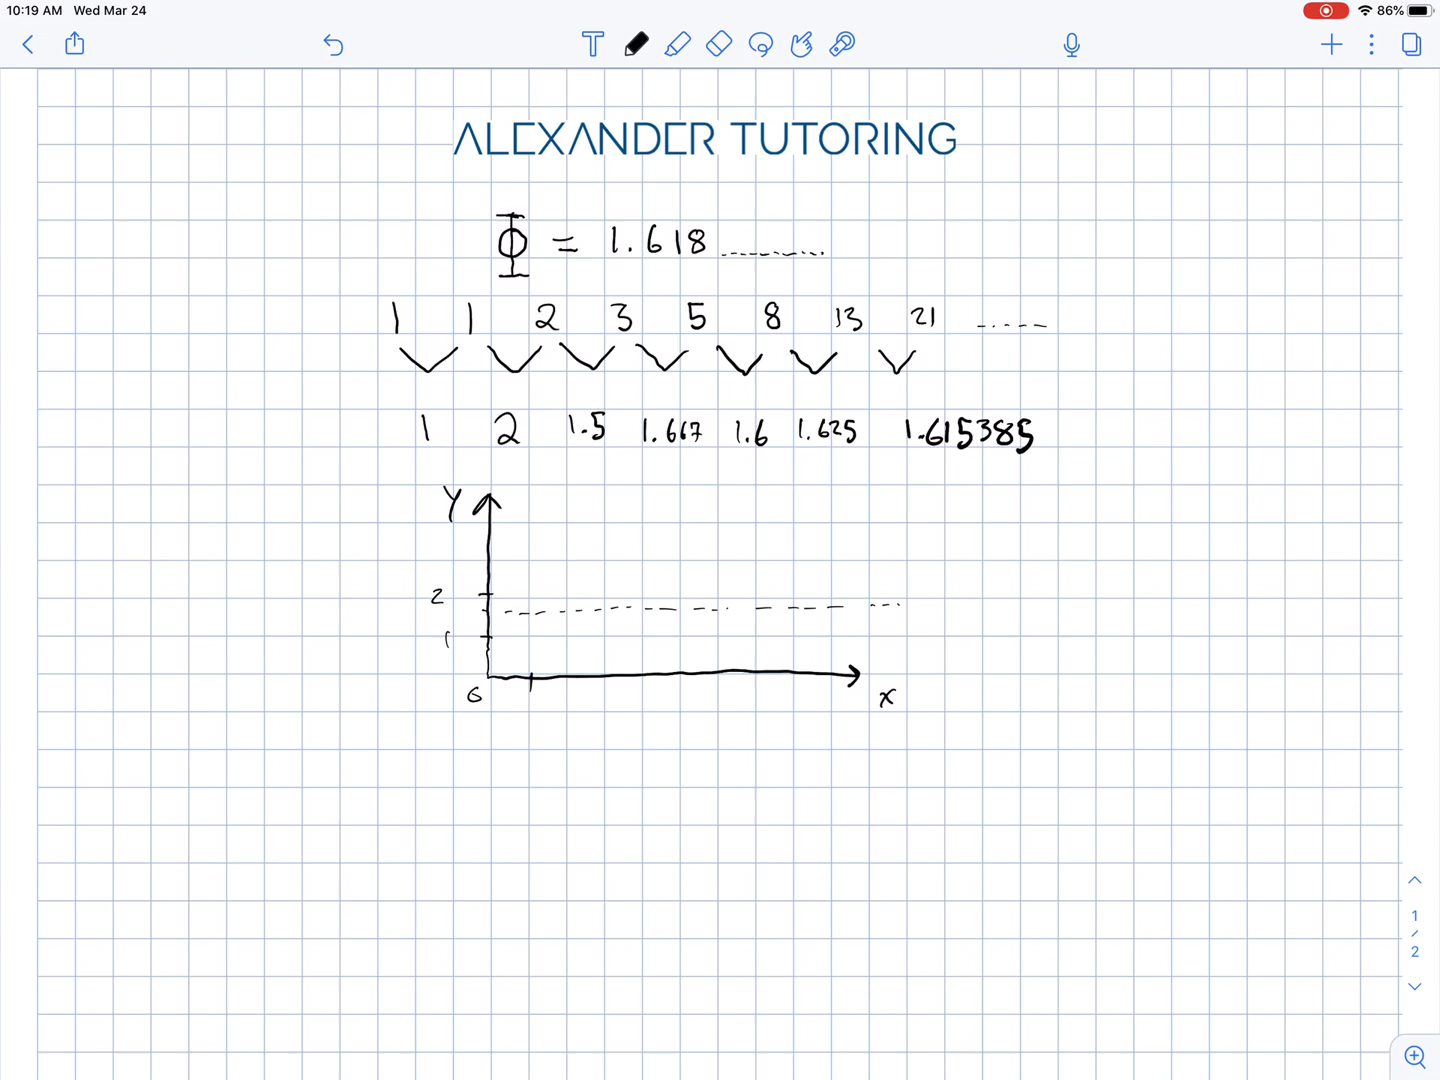 10:19 AM Wed Mar 24
86%
T
ALEXANDER TUTORING
Φ = 1.618 ..........
1 1 2 3 5 8 13 21 .....
1 2 1.5 1.667 1.6 1.625 1.615385
Y
2
1
0
x
1
/
2